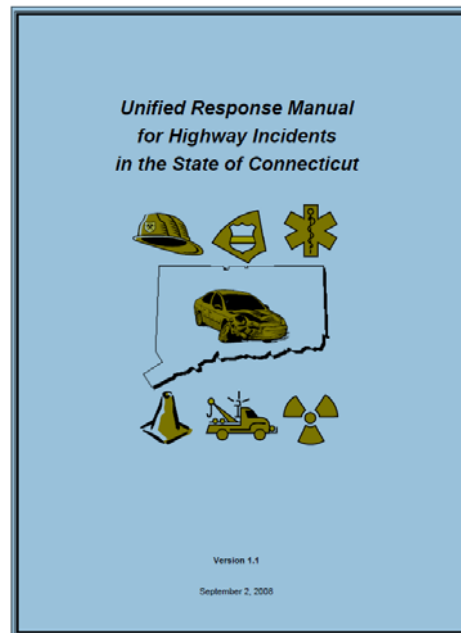 Unified Response Manual
for Highway Incidents
in the State of Connecticut
Version 1.1
September 2, 2008